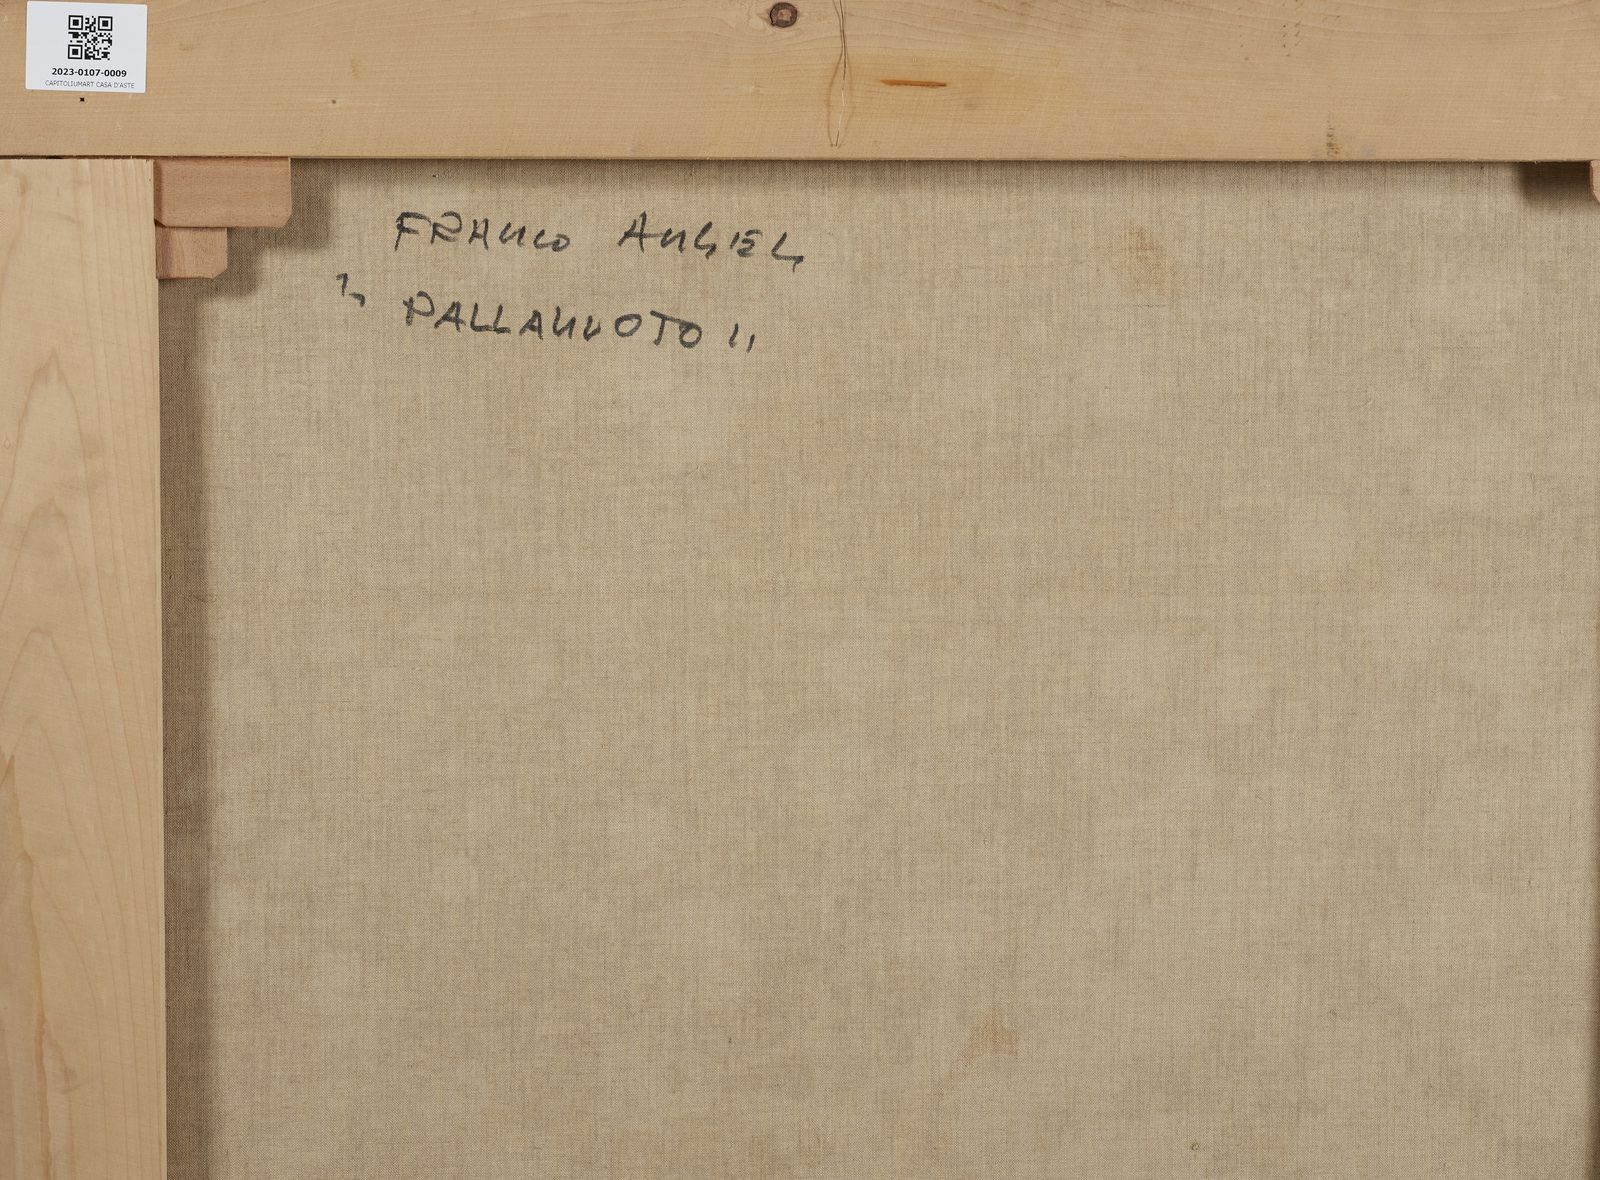 2023-0107-0009
CAPITOLIUMART CASA D'ASTE
FRANCO ANGELI
"PALLANUOTO"